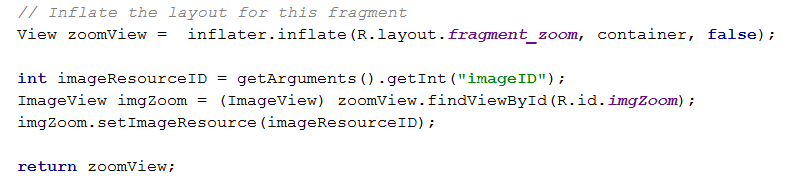 // Inflate the layout for this fragment
View zoomView =  inflater.inflate(R.layout.fragment_zoom, container, false);
int imageResourceID = getArguments().getInt("imageID");
ImageView imgZoom = (ImageView) zoomView.findViewById(R.id.imgZoom);
imgZoom.setImageResource(imageResourceID);
return zoomView;